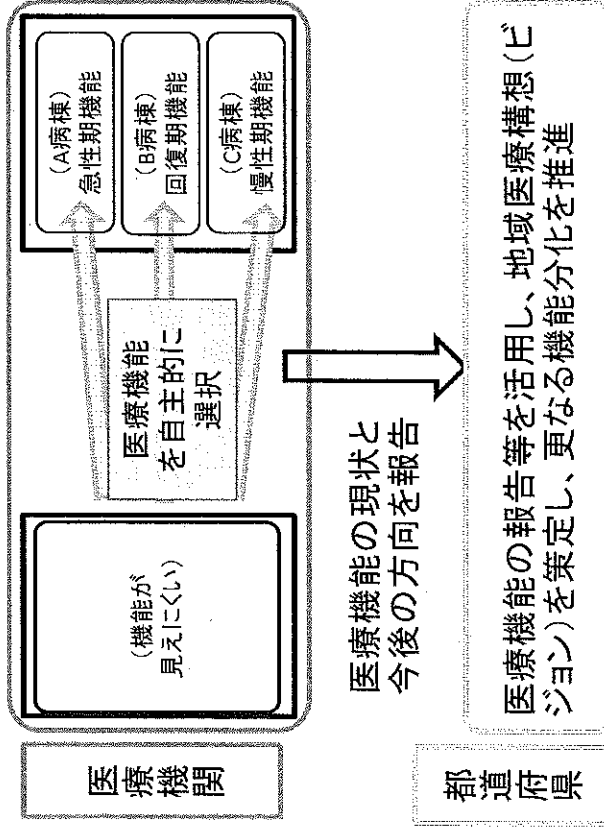 医療機関
(機能が
見えにくい)
医療機能
を自主的に
選択
(A病棟)
急性期機能
(B病棟)
回復期機能
(C病棟)
慢性期機能
医療機能の現状と
今後の方向を報告
都道府県
医療機能の報告等を活用し、地域医療構想(ビ
ジョン)を策定し、更なる機能分化を推進